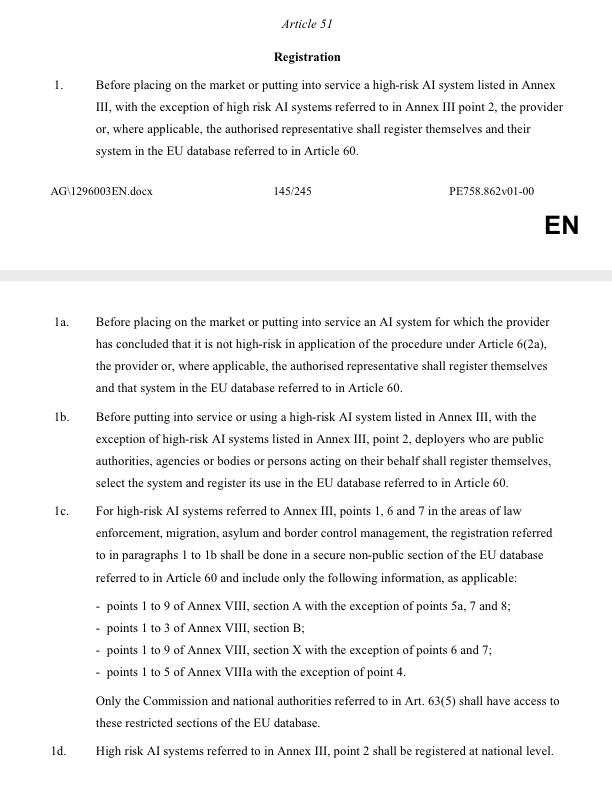 Article 51
Registration
1. Before placing on the market or putting into service a high-risk AI system listed in Annex
III, with the exception of high risk AI systems referred to in Annex III point 2, the provider
or, where applicable, the authorised representative shall register themselves and their
system in the EU database referred to in Article 60.
AG\1296003EN.docx 145/245 PE758.862v01-00
EN
1a. Before placing on the market or putting into service an AI system for which the provider
has concluded that it is not high-risk in application of the procedure under Article 6(2a),
the provider or, where applicable, the authorised representative shall register themselves
and that system in the EU database referred to in Article 60.
1b. Before putting into service or using a high-risk AI system listed in Annex III, with the
exception of high-risk AI systems listed in Annex III, point 2, deployers who are public
authorities, agencies or bodies or persons acting on their behalf shall register themselves,
select the system and register its use in the EU database referred to in Article 60.
1c. For high-risk AI systems referred to Annex III, points 1, 6 and 7 in the areas of law
enforcement, migration, asylum and border control management, the registration referred
to in paragraphs 1 to 1b shall be done in a secure non-public section of the EU database
referred to in Article 60 and include only the following information, as applicable:
- points 1 to 9 of Annex VIII, section A with the exception of points 5a, 7 and 8;
- points 1 to 3 of Annex VIII, section B;
- points 1 to 9 of Annex VIII, section X with the exception of points 6 and 7;
- points 1 to 5 of Annex VIIIa with the exception of point 4.
Only the Commission and national authorities referred to in Art. 63(5) shall have access to
these restricted sections of the EU database.
1d. High risk AI systems referred to in Annex III, point 2 shall be registered at national level.